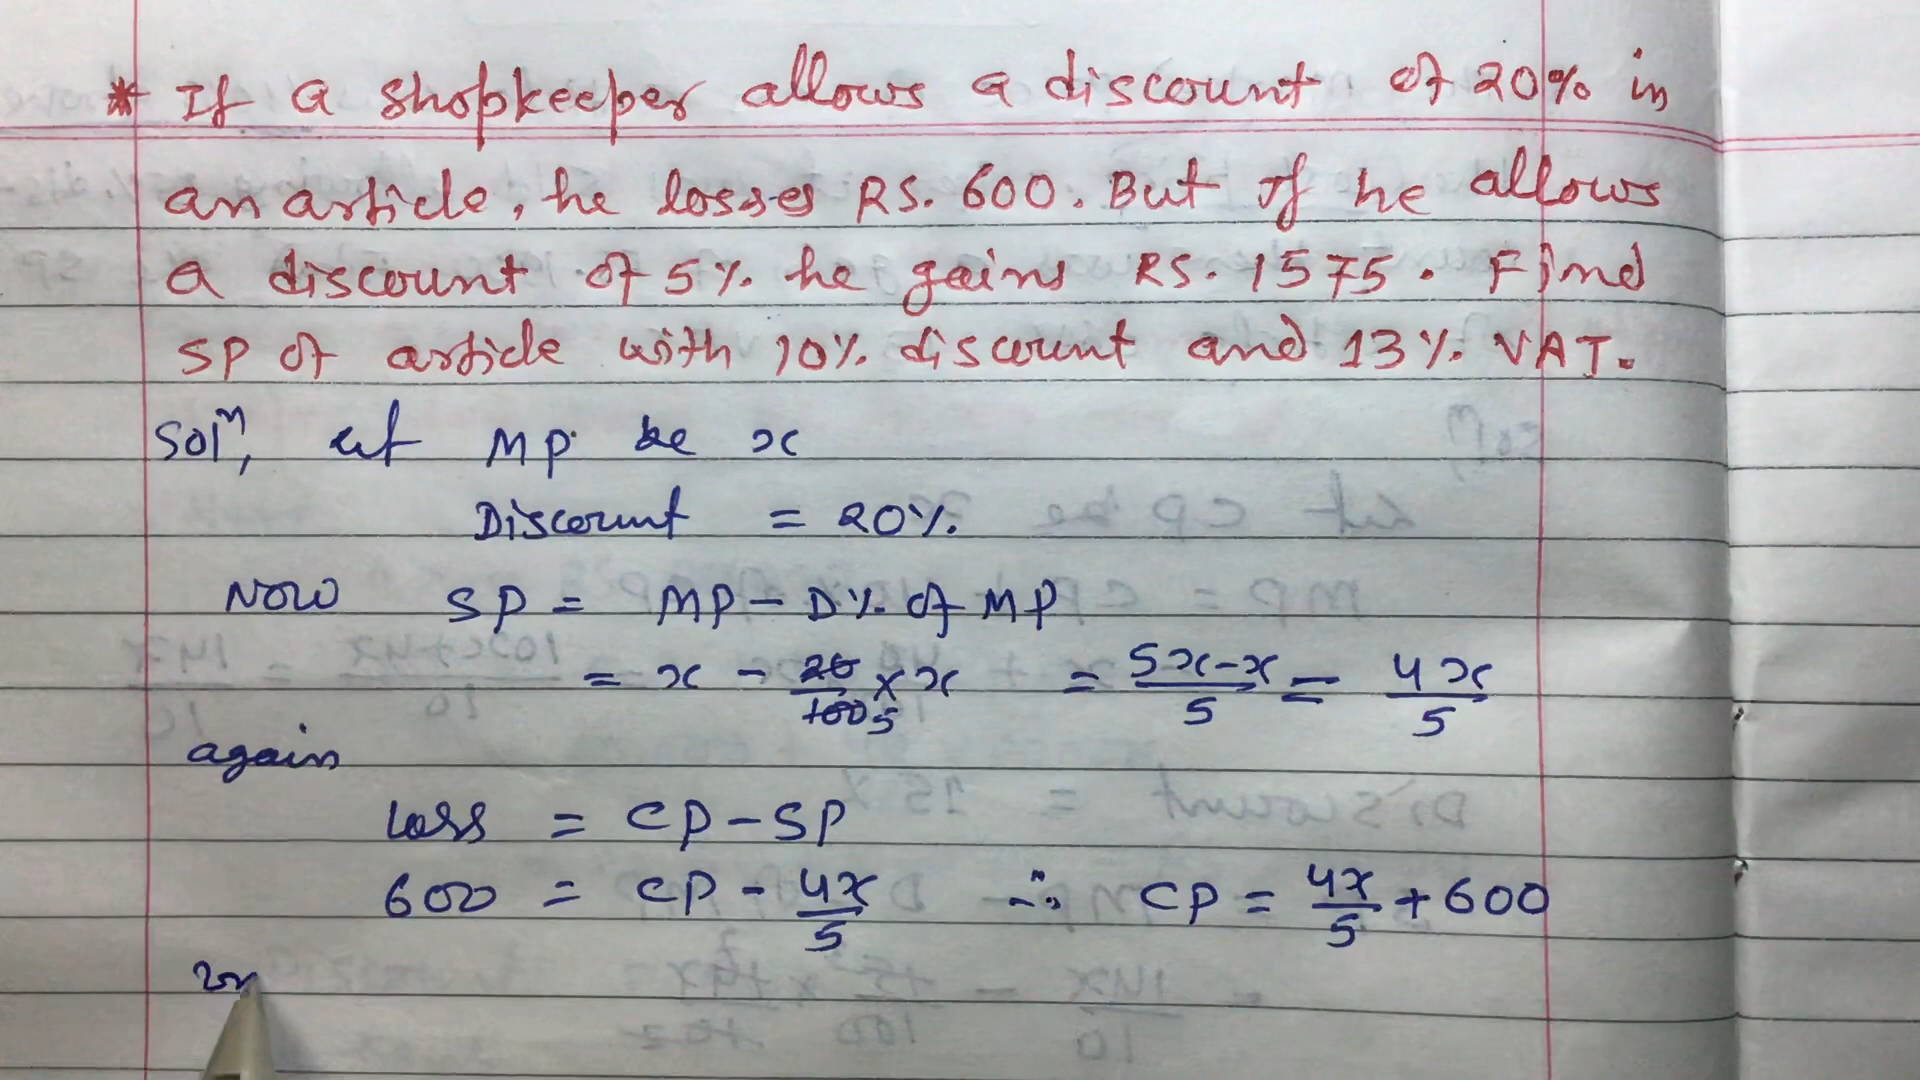 * If a shopkeeper allows a discount of 20% in
an article, he losses RS. 600. But if he allows
a discount of 5% he gains RS. 1575. Find
SP of article with 10% discount and 13% VAT.
Solⁿ, let MP be x
Discount = 20%
Now SP = MP - D% of MP
= x - 20/100 5 × x = 5x-x/5 = 4x/5
again
Loss = CP - SP
600 = CP - 4x/5 ∴ CP = 4x/5 + 600